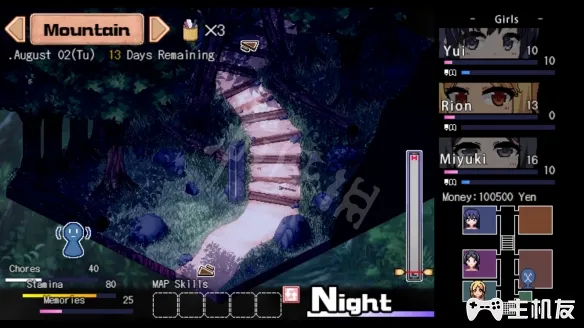 Mountain
×3
.August 02(Tu) 13 Days Remaining
Girls
Yui 10
10
Rion 13
0
Miyuki 16
10
Money:100500 Yen
Chores 40
Stamina 80
Memories 25
MAP Skills
Night
主机友